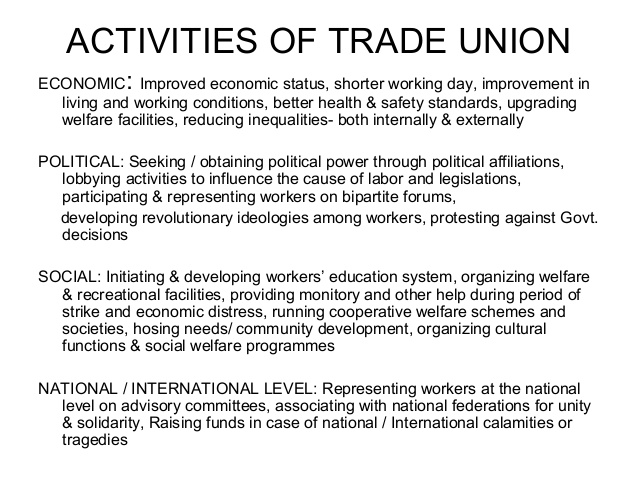 ACTIVITIES OF TRADE UNION
ECONOMIC: Improved economic status, shorter working day, improvement in
living and working conditions, better health & safety standards, upgrading
welfare facilities, reducing inequalities- both internally & externally
POLITICAL: Seeking / obtaining political power through political affiliations,
lobbying activities to influence the cause of labor and legislations,
participating & representing workers on bipartite forums,
developing revolutionary ideologies among workers, protesting against Govt.
decisions
SOCIAL: Initiating & developing workers’ education system, organizing welfare
& recreational facilities, providing monitory and other help during period of
strike and economic distress, running cooperative welfare schemes and
societies, hosing needs/ community development, organizing cultural
functions & social welfare programmes
NATIONAL / INTERNATIONAL LEVEL: Representing workers at the national
level on advisory committees, associating with national federations for unity
& solidarity, Raising funds in case of national / International calamities or
tragedies